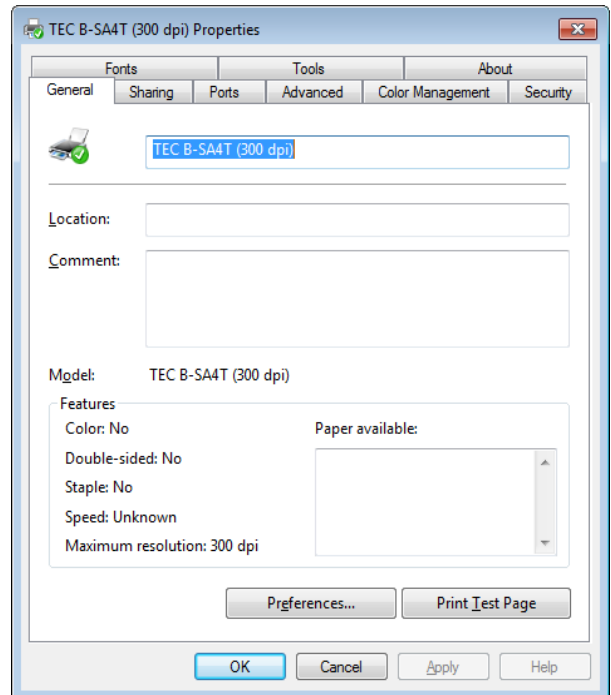 TEC B-SA4T (300 dpi) Properties
Fonts Tools About
General Sharing Ports Advanced Color Management Security
TEC B-SA4T (300 dpi)
Location:
Comment:
Model: TEC B-SA4T (300 dpi)
Features
Color: No Paper available:
Double-sided: No
Staple: No
Speed: Unknown
Maximum resolution: 300 dpi
Preferences... Print Test Page
OK Cancel Apply Help